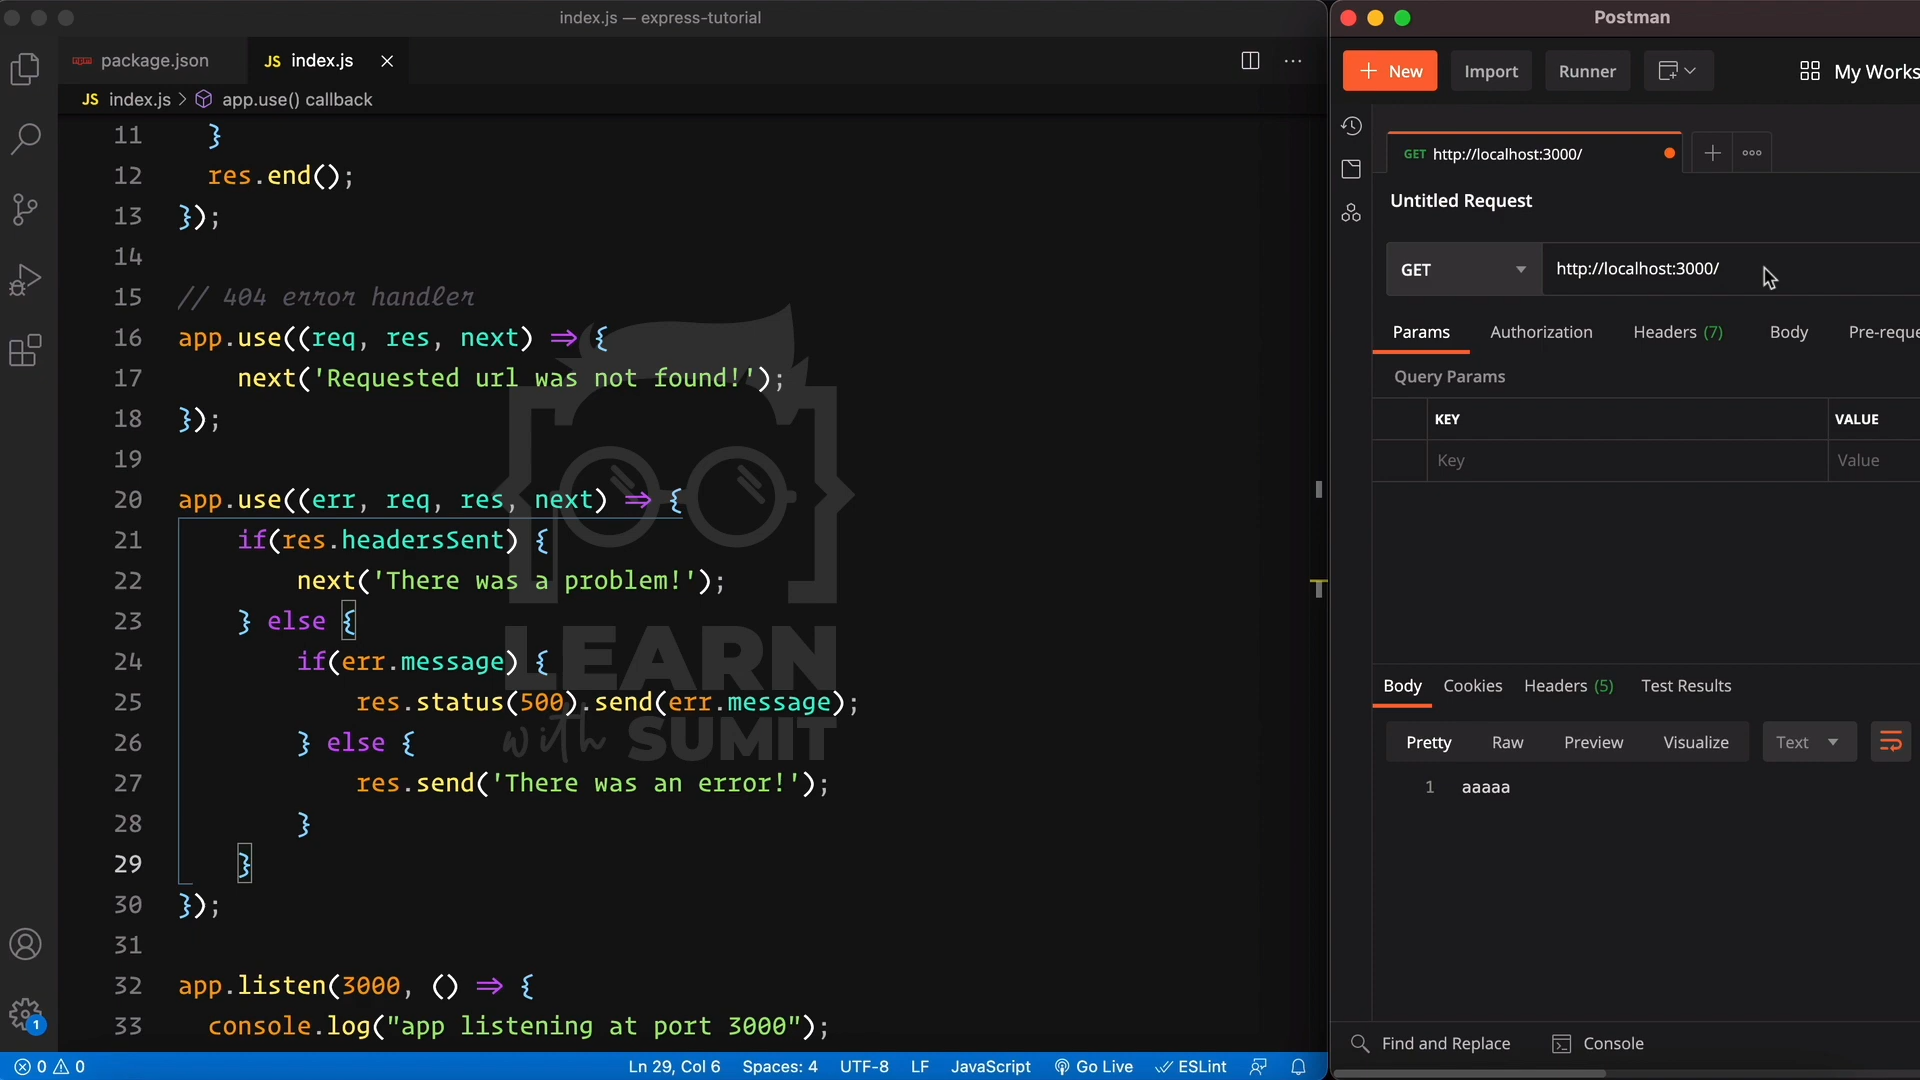 index.js — express-tutorial
package.json
JS index.js
JS index.js > app.use() callback
11 }
12 res.end();
13 });
14
15 // 404 error handler
16 app.use((req, res, next) => {
17 next('Requested url was not found!');
18 });
19
20 app.use((err, req, res, next) => {
21 if(res.headersSent) {
22 next('There was a problem!');
23 } else {
24 if(err.message) {
25 res.status(500).send(err.message);
26 } else {
27 res.send('There was an error!');
28 }
29 }
30 });
31
32 app.listen(3000, () => {
33 console.log("app listening at port 3000");
LEARN
with SUMIT
1
0 0
Ln 29, Col 6
Spaces: 4
UTF-8
LF
JavaScript
Go Live
ESLint
Postman
+ New
Import
Runner
My Works
GET http://localhost:3000/
Untitled Request
GET
http://localhost:3000/
Params
Authorization
Headers (7)
Body
Pre-reque
Query Params
KEY
VALUE
Key
Value
Body
Cookies
Headers (5)
Test Results
Pretty
Raw
Preview
Visualize
Text
1 aaaaa
Find and Replace
Console